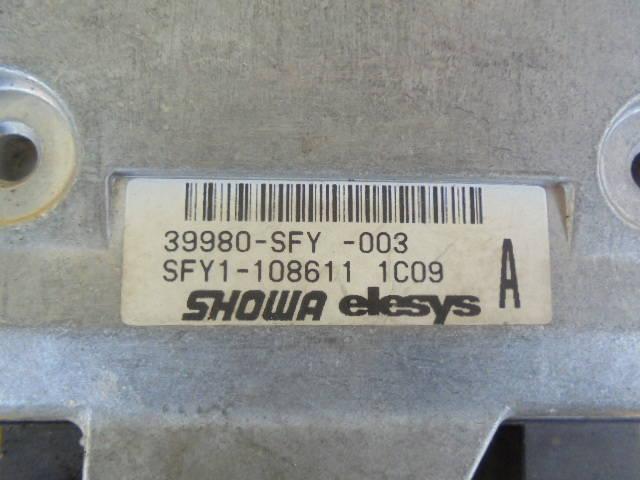 39980-SFY -003
SFY1-108611 1C09
A
SHOWA elesys